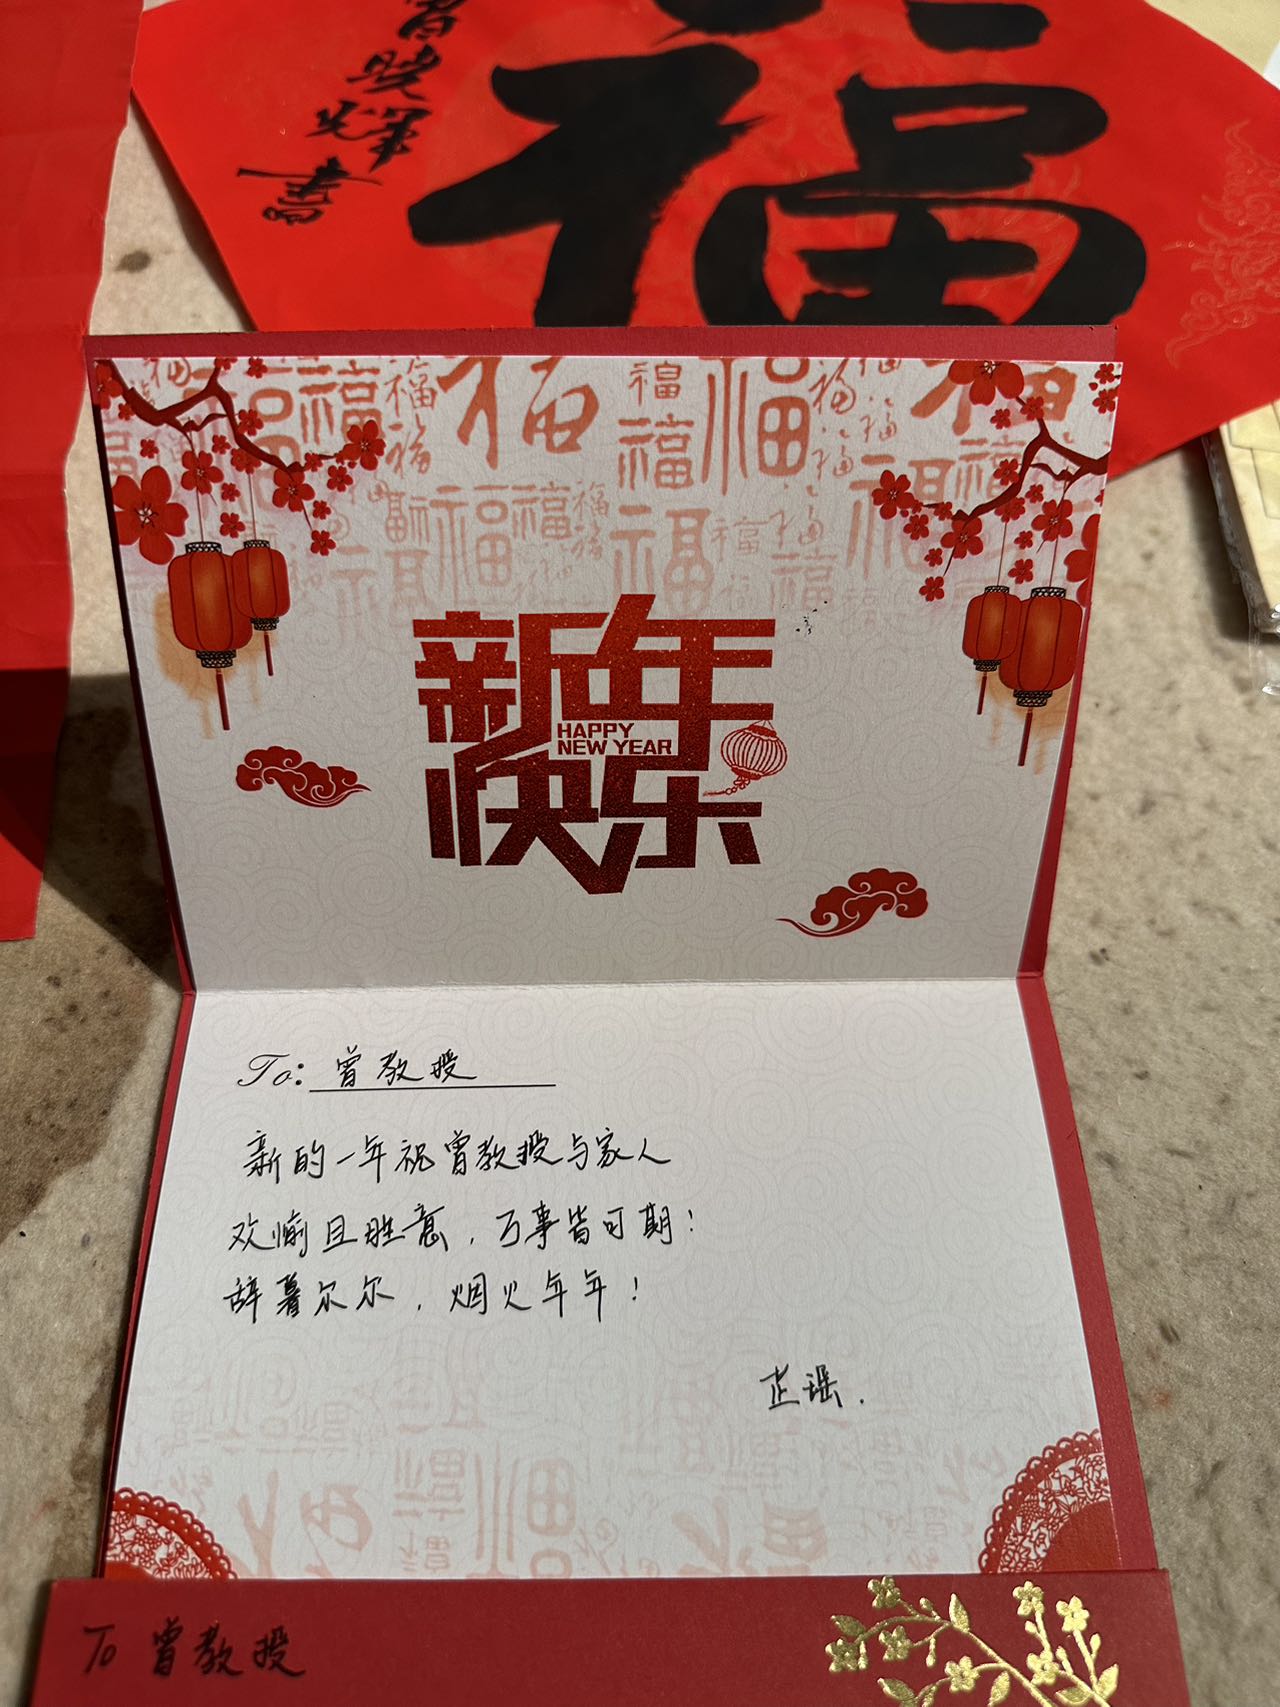 曾晓辉书
福
新年快乐
HAPPY
NEW YEAR
To: 曾教授
新的一年祝曾教授与家人
欢愉且胜意，万事皆可期！
辞暮尔尔，烟火年年！
芷瑶.
To 曾教授